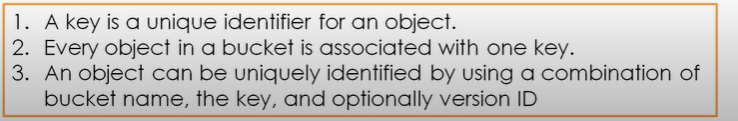 1. A key is a unique identifier for an object.
2. Every object in a bucket is associated with one key.
3. An object can be uniquely identified by using a combination of
bucket name, the key, and optionally version ID